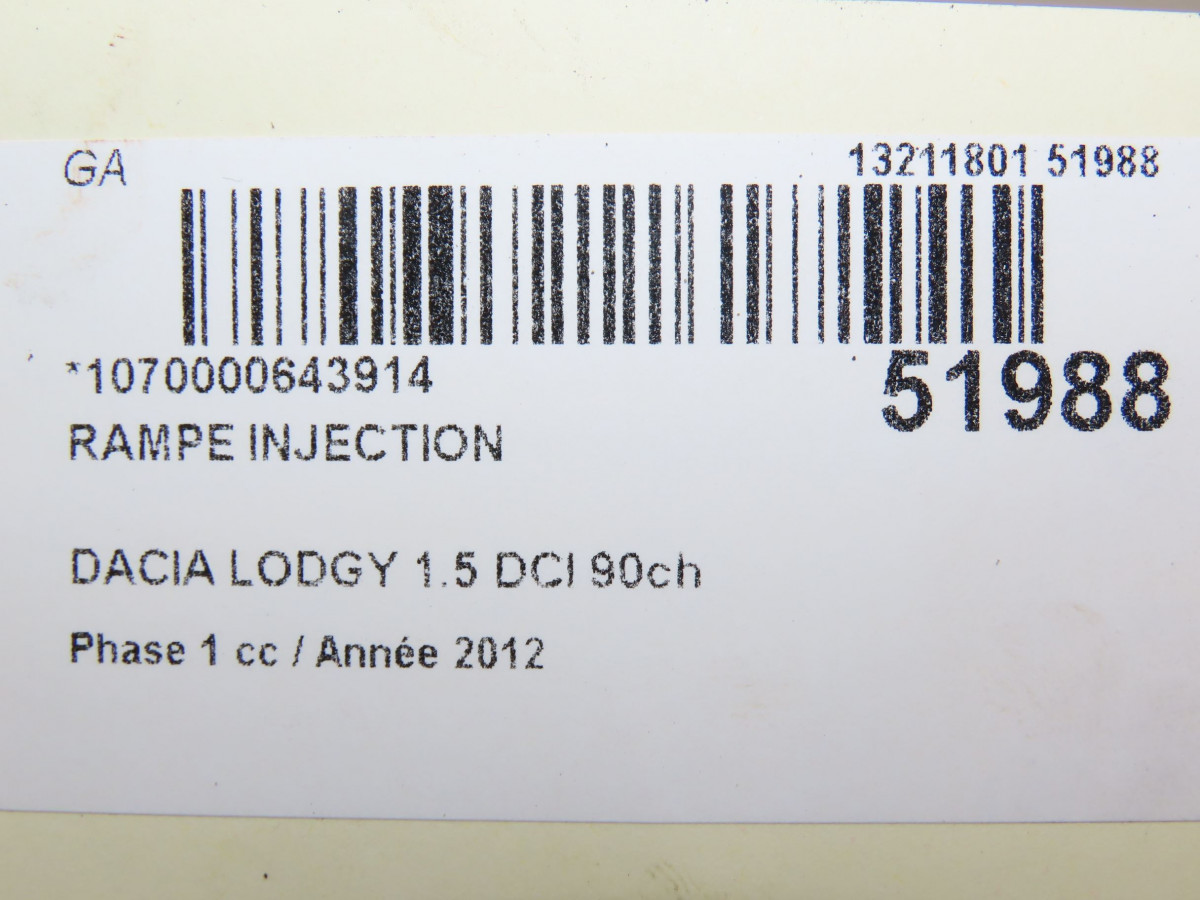 GA
13211801 51988
*1070000643914
51988
RAMPE INJECTION
DACIA LODGY 1.5 DCI 90ch
Phase 1 cc / Année 2012